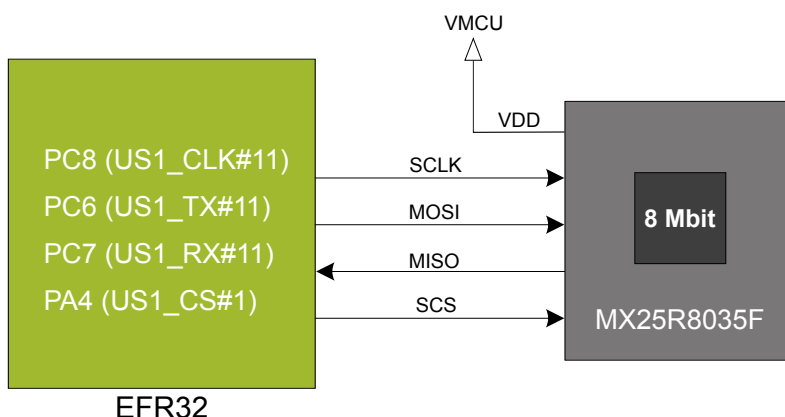 VMCU
VDD
PC8 (US1_CLK#11)
SCLK
PC6 (US1_TX#11)
MOSI
8 Mbit
PC7 (US1_RX#11)
MISO
PA4 (US1_CS#1)
SCS
MX25R8035F
EFR32